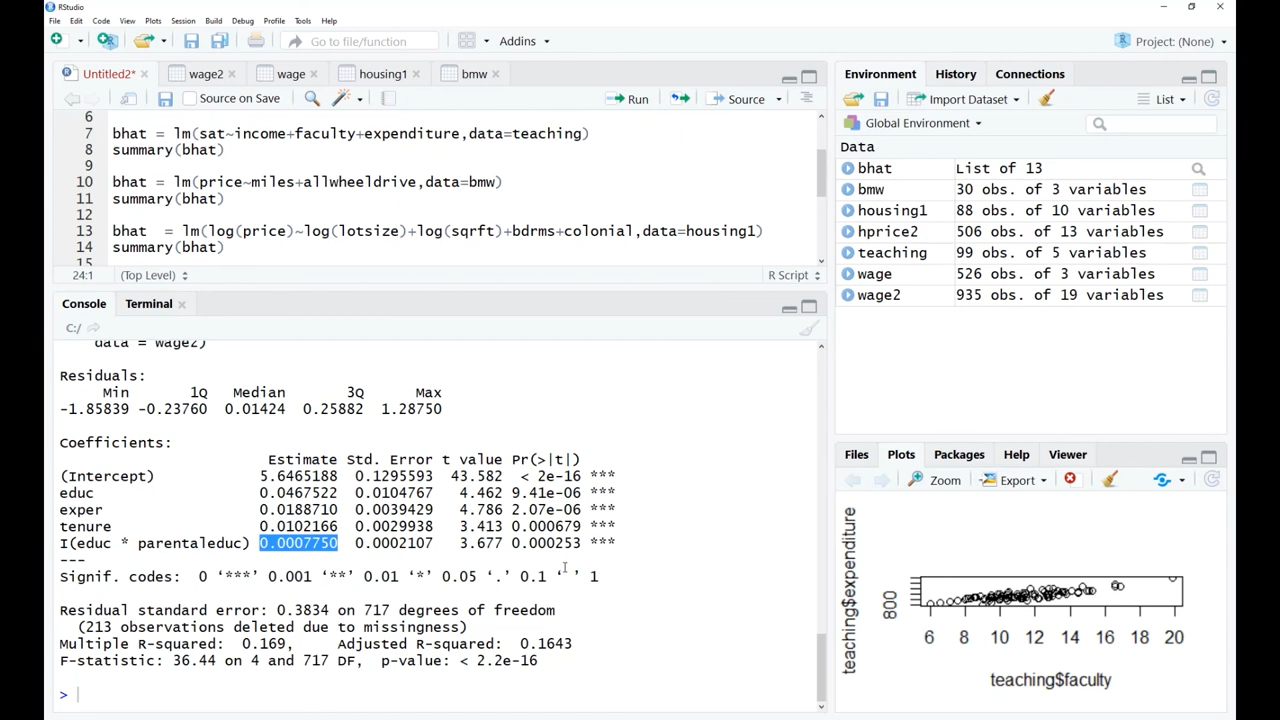 RStudio
File Edit Code View Plots Session Build Debug Profile Tools Help
Go to file/function
Addins
Project: (None)
Untitled2* wage2 wage housing1 bmw
Source on Save
Run
Source
6
7 bhat = lm(sat~income+faculty+expenditure,data=teaching)
8 summary(bhat)
9
10 bhat = lm(price~miles+allwheeldrive,data=bmw)
11 summary(bhat)
12
13 bhat  = lm(log(price)~log(lotsize)+log(sqrft)+bdrms+colonial,data=housing1)
14 summary(bhat)
15
24:1 (Top Level) R Script
Console Terminal
C:/
data = wage2)
Residuals:
Min 1Q Median 3Q Max
-1.85839 -0.23760 0.01424 0.25882 1.28750
Coefficients:
Estimate Std. Error t value Pr(>|t|)
(Intercept) 5.6465188 0.1295593 43.582 < 2e-16 ***
educ 0.0467522 0.0104767 4.462 9.41e-06 ***
exper 0.0188710 0.0039429 4.786 2.07e-06 ***
tenure 0.0102166 0.0029938 3.413 0.000679 ***
I(educ * parentaleduc) 0.0007750 0.0002107 3.677 0.000253 ***
---
Signif. codes: 0 ‘***’ 0.001 ‘**’ 0.01 ‘*’ 0.05 ‘.’ 0.1 ‘ ’ 1
Residual standard error: 0.3834 on 717 degrees of freedom
(213 observations deleted due to missingness)
Multiple R-squared: 0.169, Adjusted R-squared: 0.1643
F-statistic: 36.44 on 4 and 717 DF, p-value: < 2.2e-16
>
Environment History Connections
Import Dataset
List
Global Environment
Data
bhat List of 13
bmw 30 obs. of 3 variables
housing1 88 obs. of 10 variables
hprice2 506 obs. of 13 variables
teaching 99 obs. of 5 variables
wage 526 obs. of 3 variables
wage2 935 obs. of 19 variables
Files Plots Packages Help Viewer
Zoom Export
teaching$expenditure
800
6 8 10 12 14 16 18 20
teaching$faculty